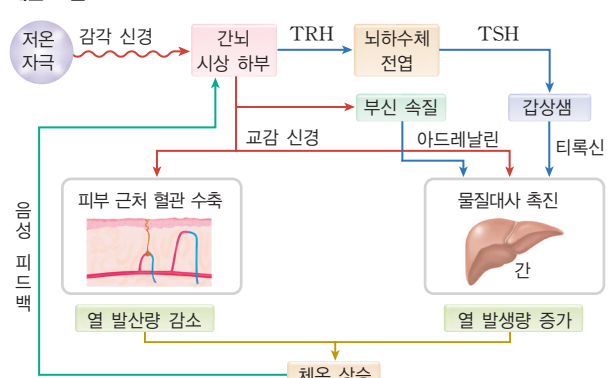 저온
자극
감각 신경
간뇌
시상 하부
TRH
뇌하수체
전엽
TSH
부신 속질
갑상샘
교감 신경
아드레날린
티록신
피부 근처 혈관 수축
물질대사 촉진
간
음성 피드백
열 발산량 감소
열 발생량 증가
체온 상승